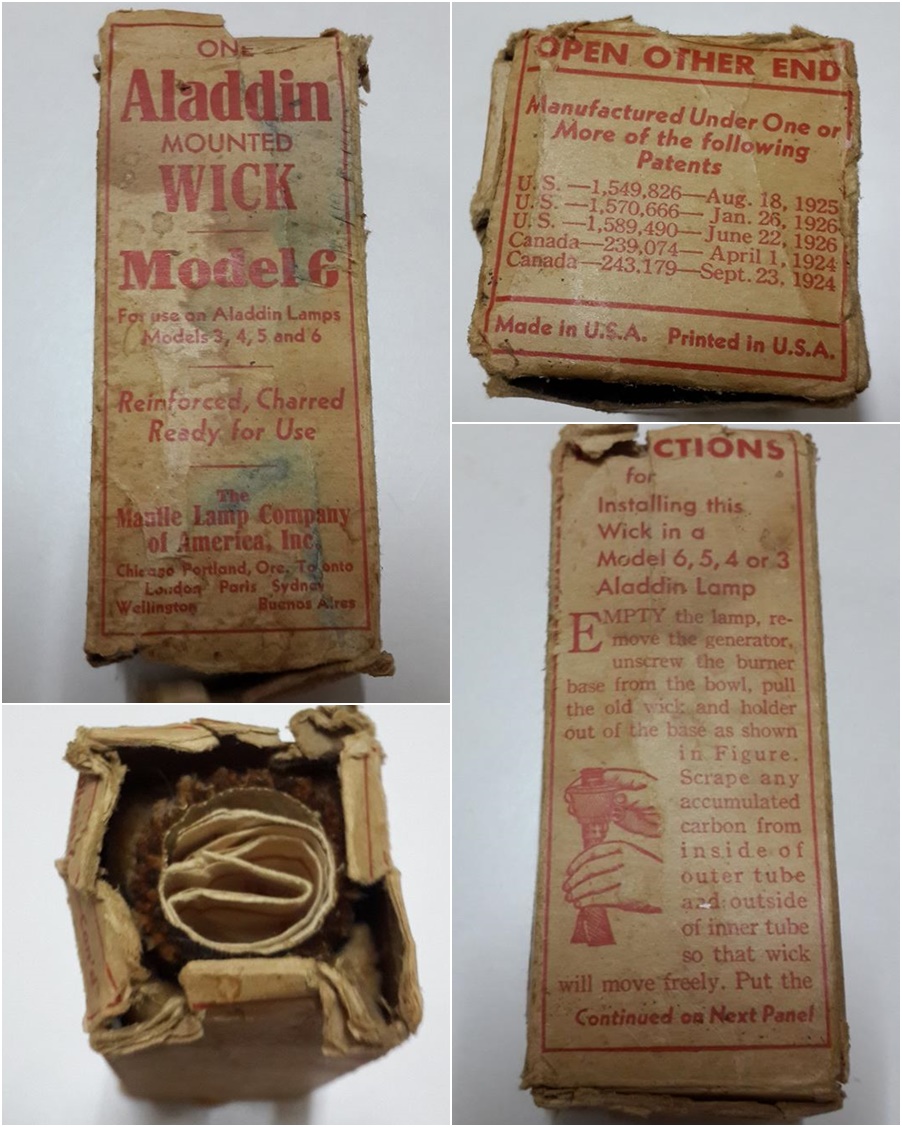 ONE
Aladdin
MOUNTED
WICK
Model 6
For use on Aladdin Lamps
Models 3, 4, 5 and 6
Reinforced, Charred
Ready for Use
The
Mantle Lamp Company
of America, Inc
Chicago Portland, Ore. Toronto
London Paris Sydney
Wellington Buenos Aires
OPEN OTHER END
Manufactured Under One or
More of the following
Patents
U. S. —1,549,826—Aug. 18, 1925
U. S. —1,570,666— Jan. 26, 1926
U. S. —1,589,490—June 22, 1926
Canada—239,074— April 1, 1924
Canada—243.179—Sept. 23, 1924
Made in U.S.A. Printed in U.S.A.
CTIONS
for
Installing this
Wick in a
Model 6, 5, 4 or 3
Aladdin Lamp
EMPTY the lamp, re-
move the generator,
unscrew the burner
base from the bowl, pull
the old wick and holder
out of the base as shown
in Figure.
Scrape any
accumulated
carbon from
inside of
outer tube
and outside
of inner tube
so that wick
will move freely. Put the
Continued on Next Panel